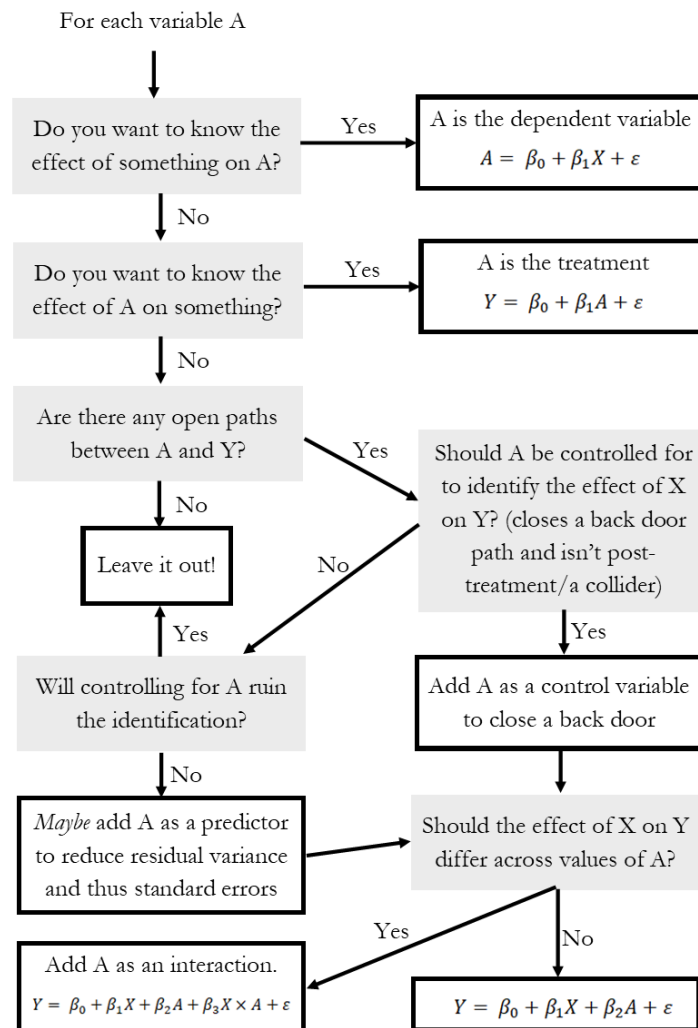 For each variable A
Do you want to know the
effect of something on A?
Yes
A is the dependent variable
A = β₀ + β₁X + ε
No
Do you want to know the
effect of A on something?
Yes
A is the treatment
Y = β₀ + β₁A + ε
No
Are there any open paths
between A and Y?
Yes
Should A be controlled for
to identify the effect of X
on Y? (closes a back door
path and isn’t post-
treatment/a collider)
No
Leave it out!
No
Yes
Yes
Will controlling for A ruin
the identification?
Add A as a control variable
to close a back door
No
Maybe add A as a predictor
to reduce residual variance
and thus standard errors
Should the effect of X on Y
differ across values of A?
Yes
No
Add A as an interaction.
Y = β₀ + β₁X + β₂A + β₃X × A + ε
Y = β₀ + β₁X + β₂A + ε